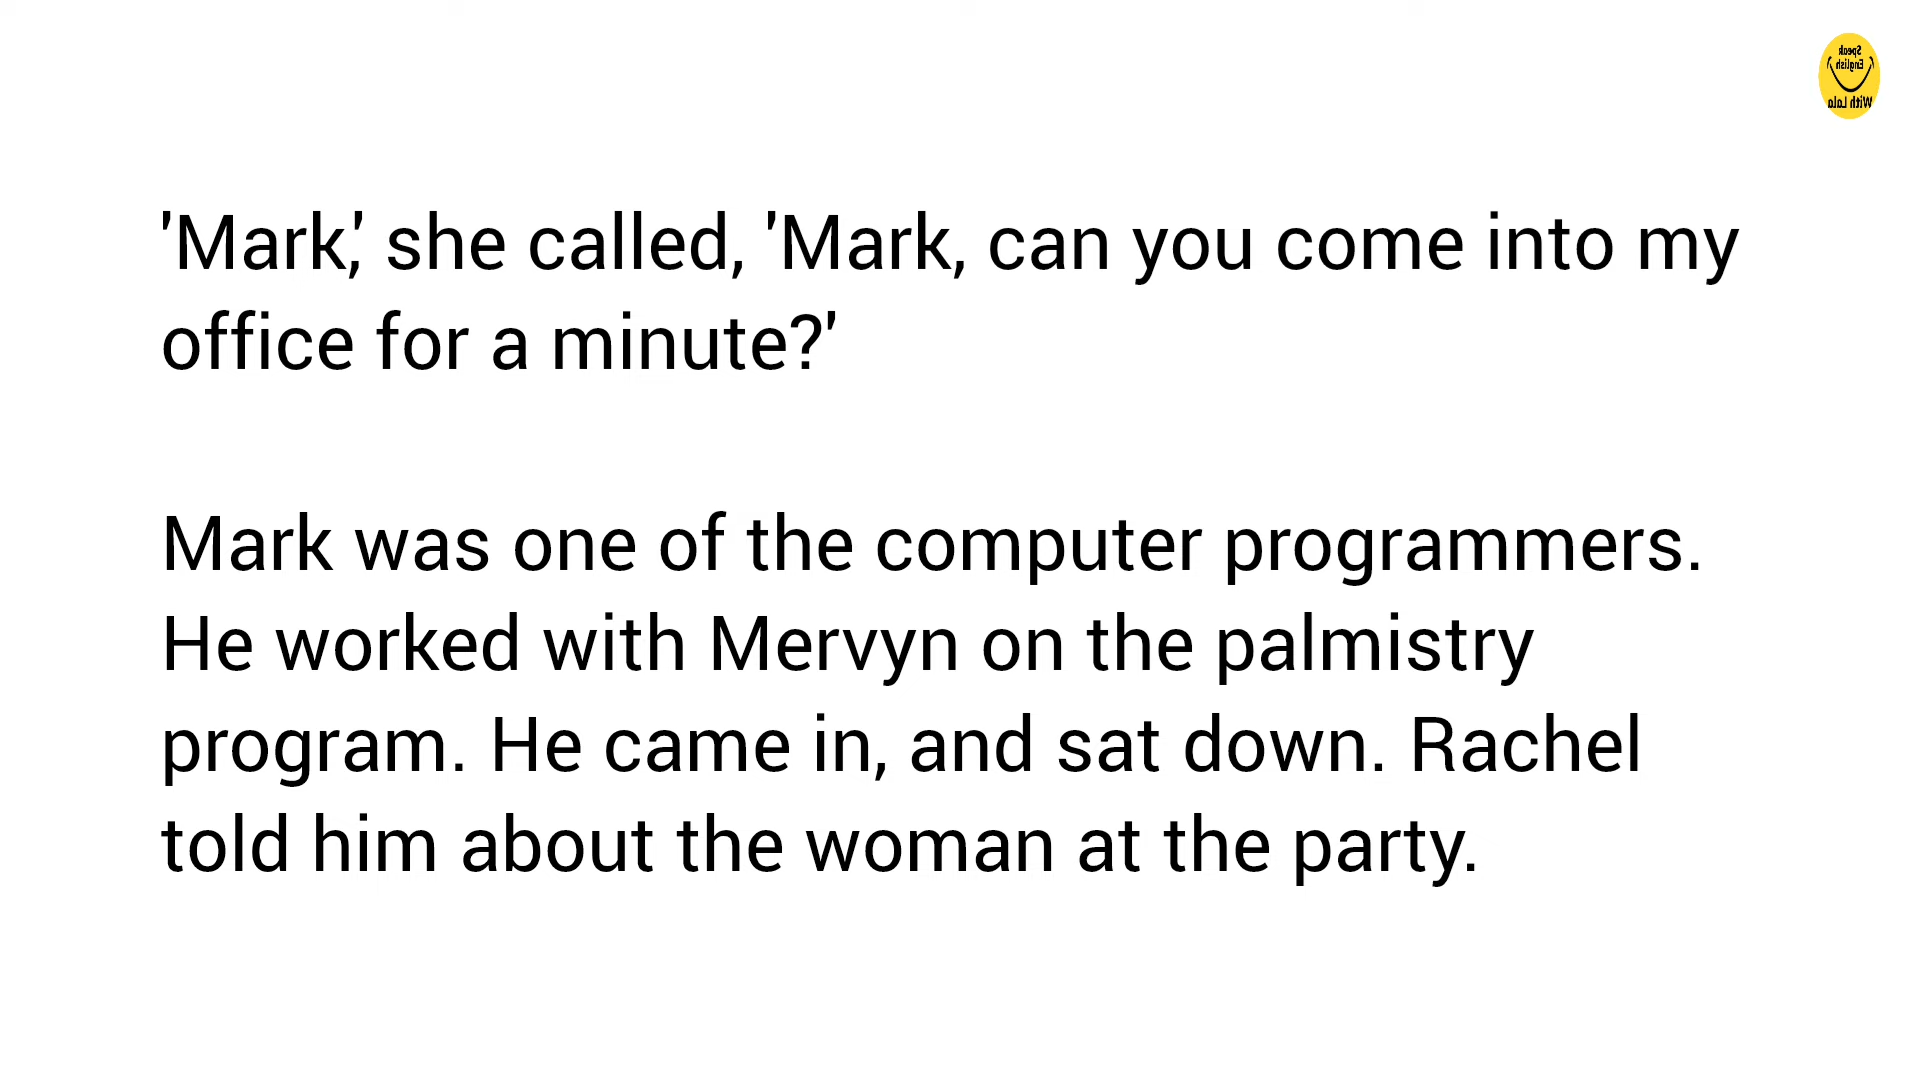 Speak
English
With Lala
'Mark,' she called, 'Mark, can you come into my
office for a minute?'
Mark was one of the computer programmers.
He worked with Mervyn on the palmistry
program. He came in, and sat down. Rachel
told him about the woman at the party.